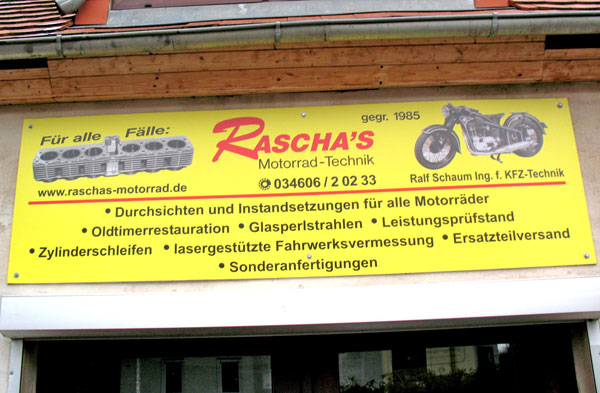 Für alle Fälle:
www.raschas-motorrad.de
RASCHA'S
gegr. 1985
Motorrad-Technik
034606 / 2 02 33
Ralf Schaum Ing. f. KFZ-Technik
• Durchsichten und Instandsetzungen für alle Motorräder
• Oldtimerrestauration • Glasperlstrahlen • Leistungsprüfstand
• Zylinderschleifen • lasergestützte Fahrwerksvermessung • Ersatzteilversand
• Sonderanfertigungen